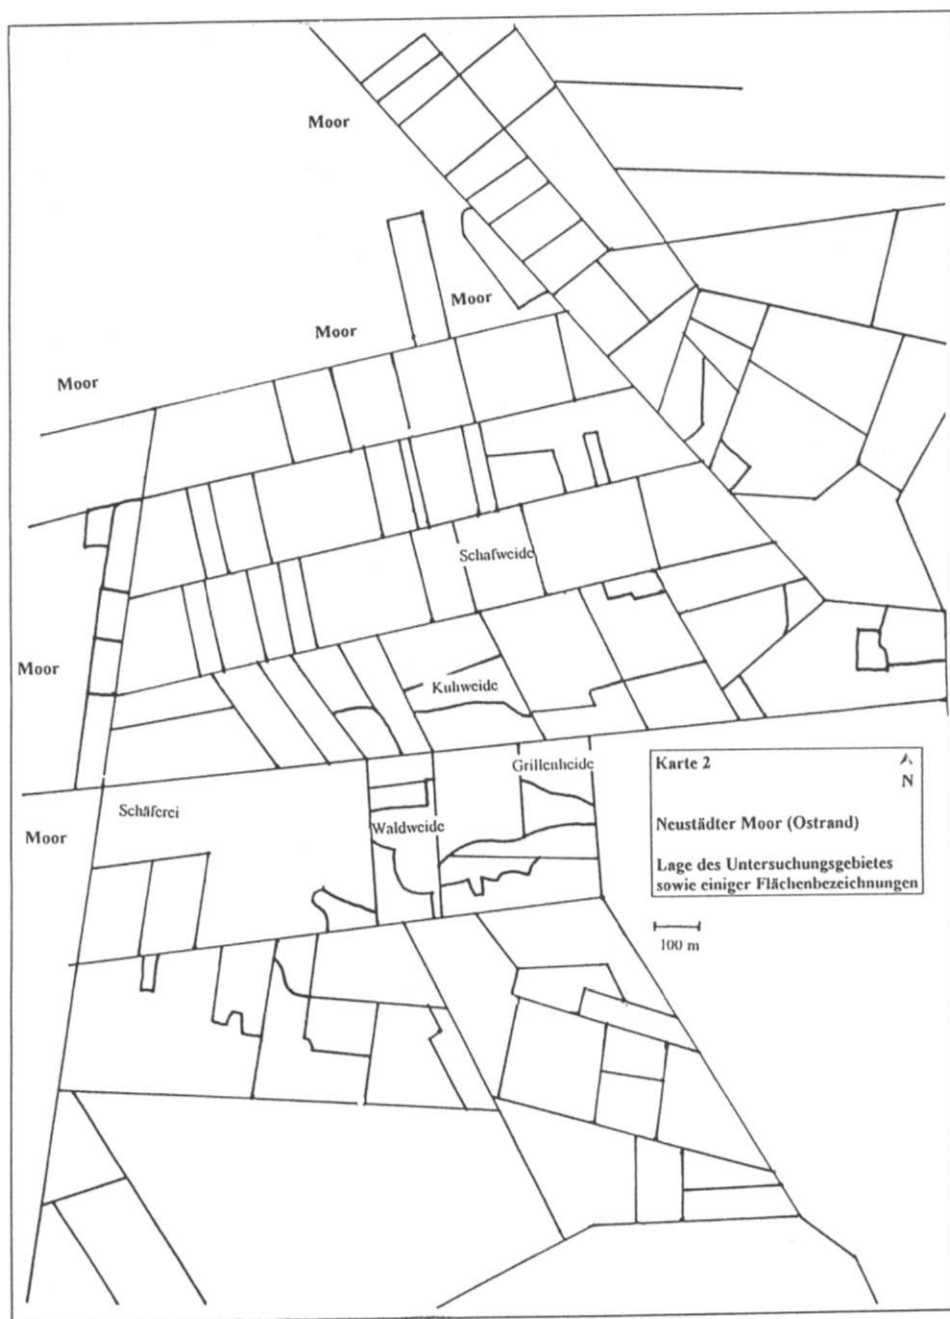 Moor
Moor
Moor
Moor
Schafweide
Moor
Kuhweide
Grillenheide
Karte 2
N
Schäferei
Waldweide
Moor
Neustädter Moor (Ostrand)
Lage des Untersuchungsgebietes
sowie einiger Flächenbezeichnungen
100 m